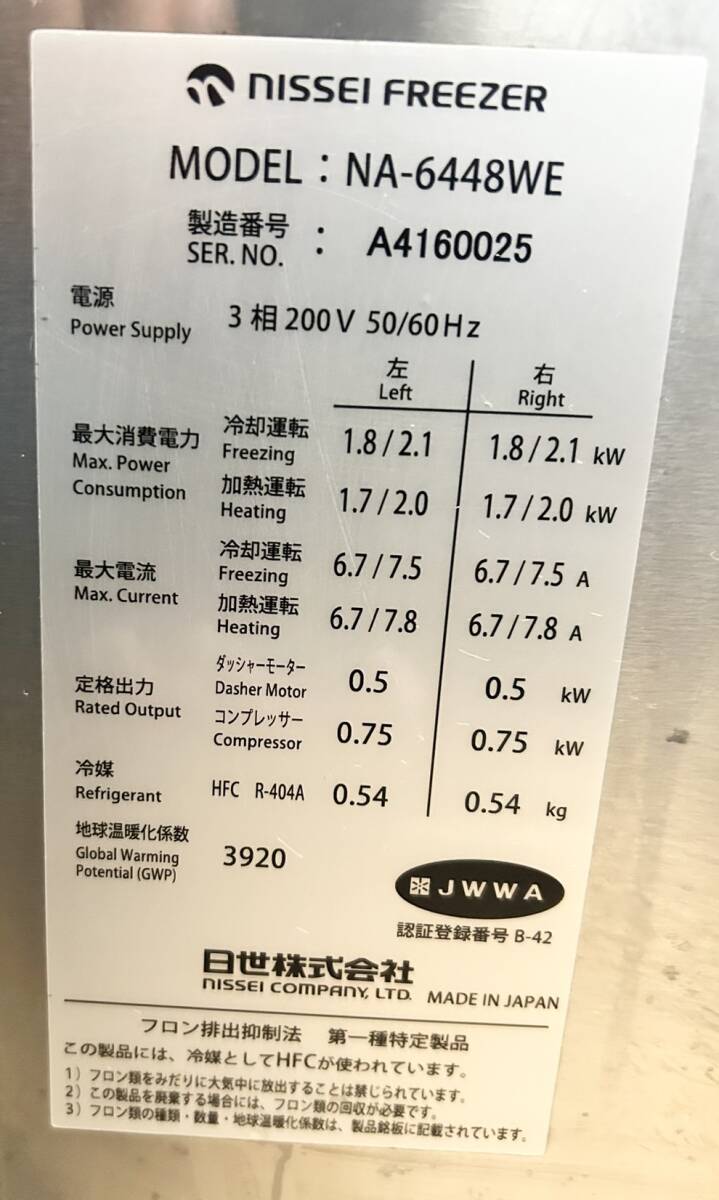 NISSEI FREEZER
MODEL : NA-6448WE
製造番号
SER. NO. : A4160025
電源
Power Supply 3相 200V 50/60Hz
左 右
Left Right
最大消費電力 冷却運転
Max. Power Freezing 1.8/2.1 1.8/2.1 kW
Consumption 加熱運転
Heating 1.7/2.0 1.7/2.0 kW
最大電流 冷却運転
Max. Current Freezing 6.7/7.5 6.7/7.5 A
加熱運転
Heating 6.7/7.8 6.7/7.8 A
定格出力 ダッシャーモーター
Rated Output Dasher Motor 0.5 0.5 kW
コンプレッサー
Compressor 0.75 0.75 kW
冷媒
Refrigerant HFC R-404A 0.54 0.54 kg
地球温暖化係数
Global Warming 3920
Potential (GWP)
JWWA
認証登録番号 B-42
日世株式会社
NISSEI COMPANY, LTD. MADE IN JAPAN
フロン排出抑制法 第一種特定製品
この製品には、冷媒としてHFCが使われています。
1）フロン類をみだりに大気中に放出することは禁じられています。
2）この製品を廃棄する場合には、フロン類の回収が必要です。
3）フロン類の種類・数量・地球温暖化係数は、製品銘板に記載されています。